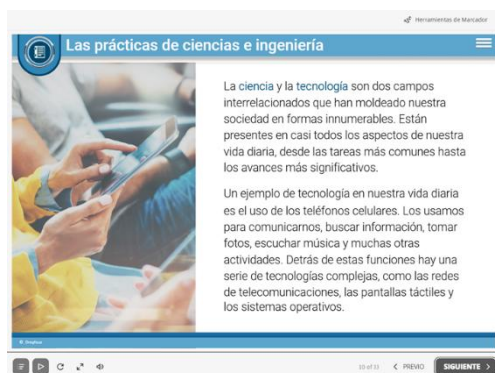 Herramientas de Marcador
Las prácticas de ciencias e ingeniería
La ciencia y la tecnología son dos campos
interrelacionados que han moldeado nuestra
sociedad en formas innumerables. Están
presentes en casi todos los aspectos de nuestra
vida diaria, desde las tareas más comunes hasta
los avances más significativos.
Un ejemplo de tecnología en nuestra vida diaria
es el uso de los teléfonos celulares. Los usamos
para comunicarnos, buscar información, tomar
fotos, escuchar música y muchas otras
actividades. Detrás de estas funciones hay una
serie de tecnologías complejas, como las redes
de telecomunicaciones, las pantallas táctiles y
los sistemas operativos.
PREVIO
SIGUIENTE